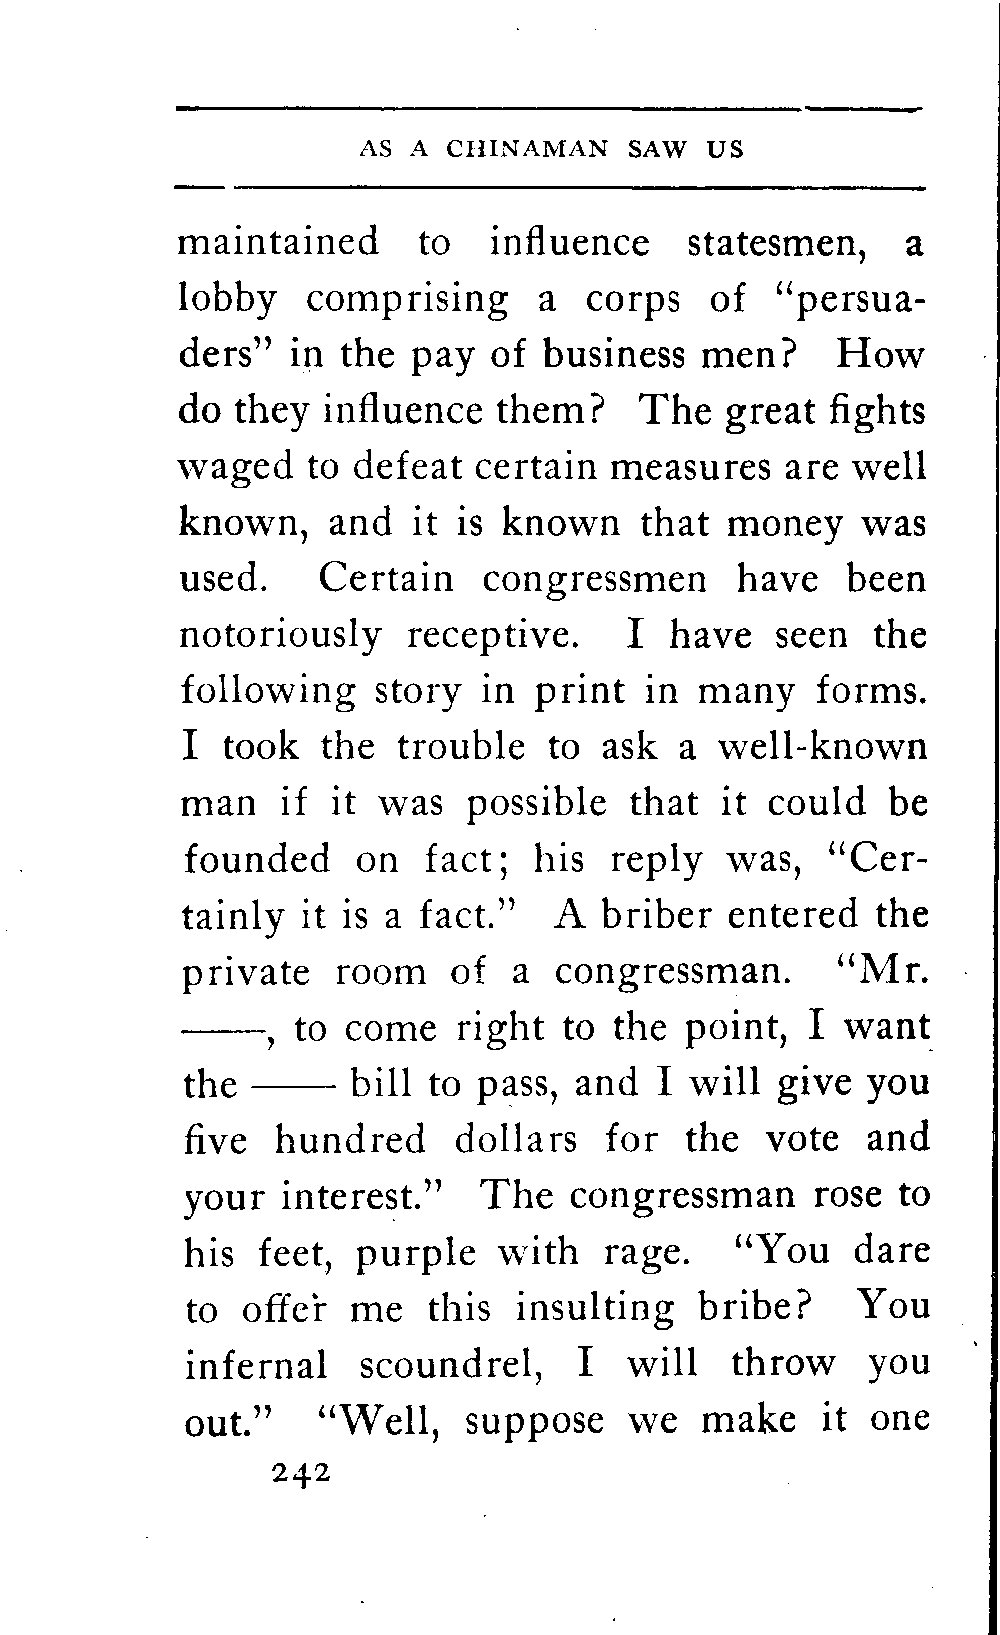 AS A CHINAMAN SAW US
maintained to influence statesmen, a
lobby comprising a corps of "persua-
ders" in the pay of business men? How
do they influence them? The great fights
waged to defeat certain measures are well
known, and it is known that money was
used. Certain congressmen have been
notoriously receptive. I have seen the
following story in print in many forms.
I took the trouble to ask a well-known
man if it was possible that it could be
founded on fact; his reply was, "Cer-
tainly it is a fact." A briber entered the
private room of a congressman. "Mr.
——, to come right to the point, I want
the —— bill to pass, and I will give you
five hundred dollars for the vote and
your interest." The congressman rose to
his feet, purple with rage. "You dare
to offer me this insulting bribe? You
infernal scoundrel, I will throw you
out." "Well, suppose we make it one
242